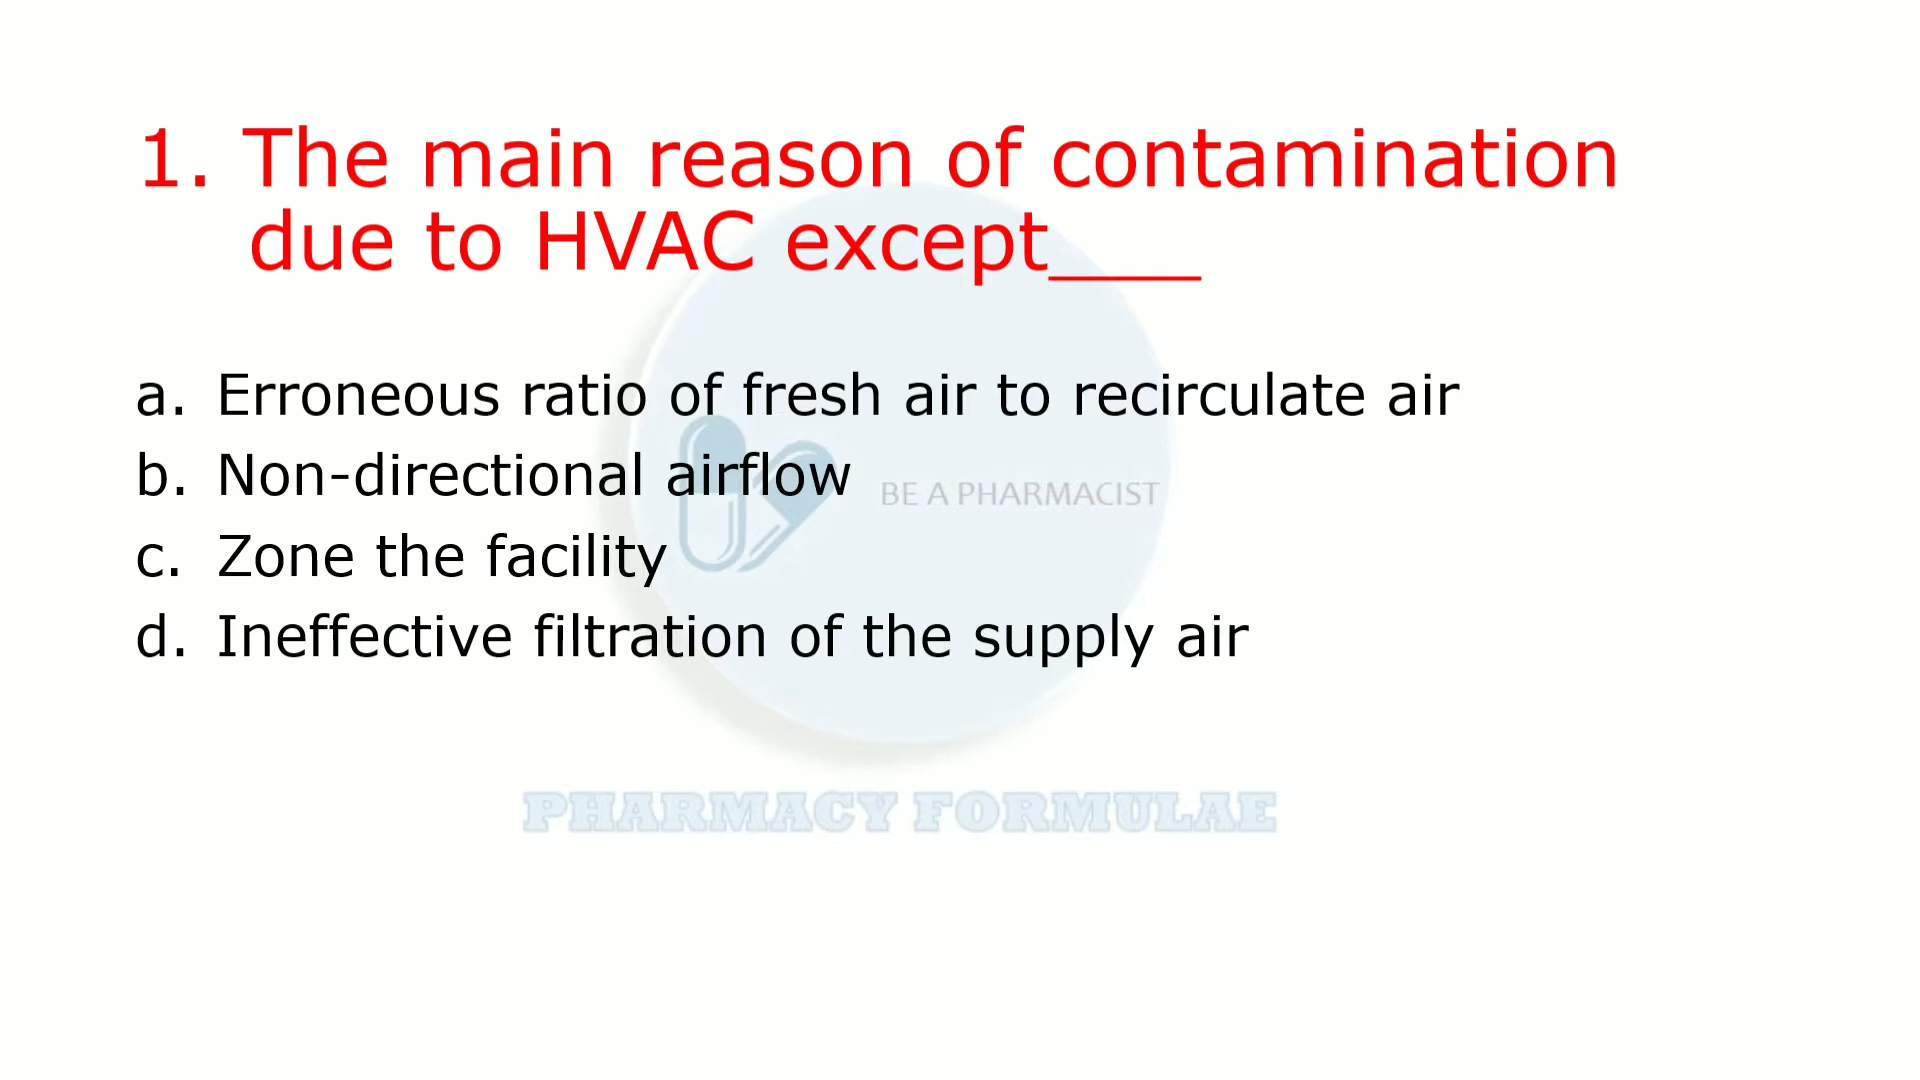 1. The main reason of contamination
due to HVAC except____
a. Erroneous ratio of fresh air to recirculate air
b. Non-directional airflow
BE A PHARMACIST
c. Zone the facility
d. Ineffective filtration of the supply air
PHARMACY FORMULAE